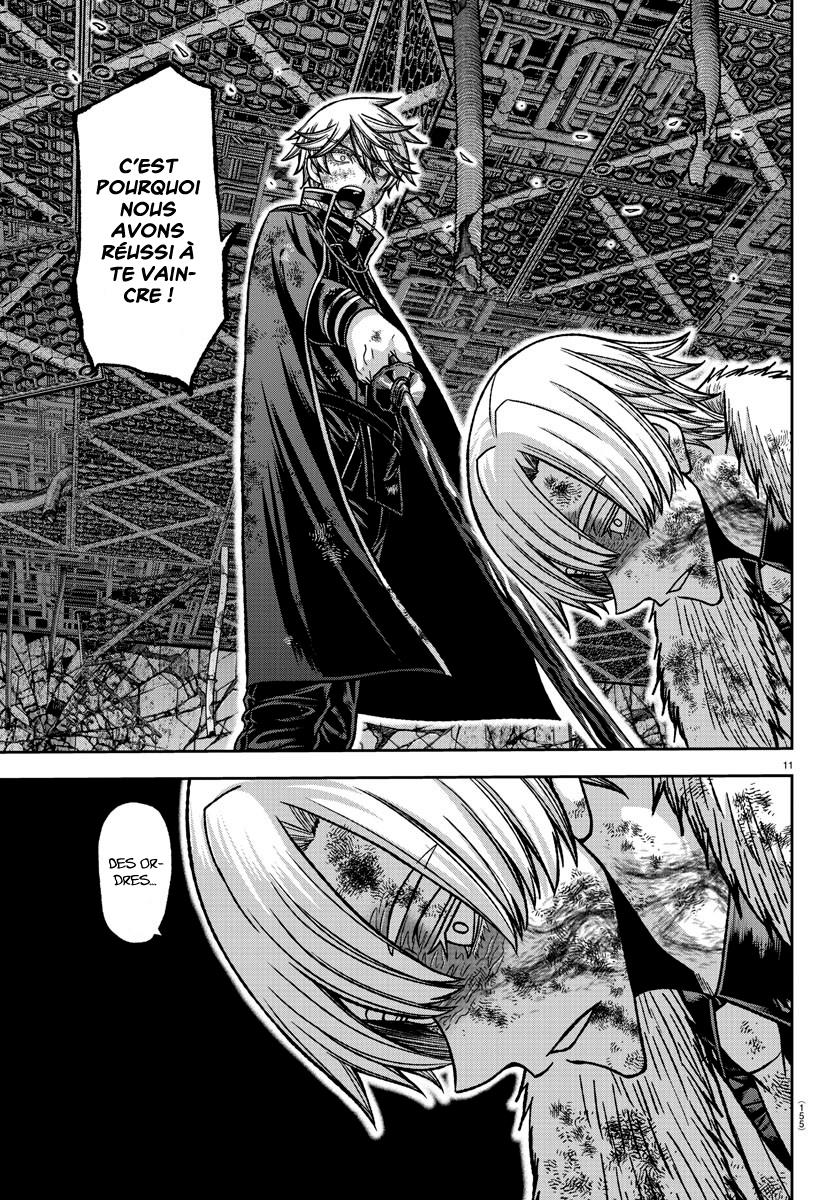 C'EST
POURQUOI
NOUS
AVONS
RÉUSSI À
TE VAIN-
CRE !
11
DES OR-
DRES...
(155)